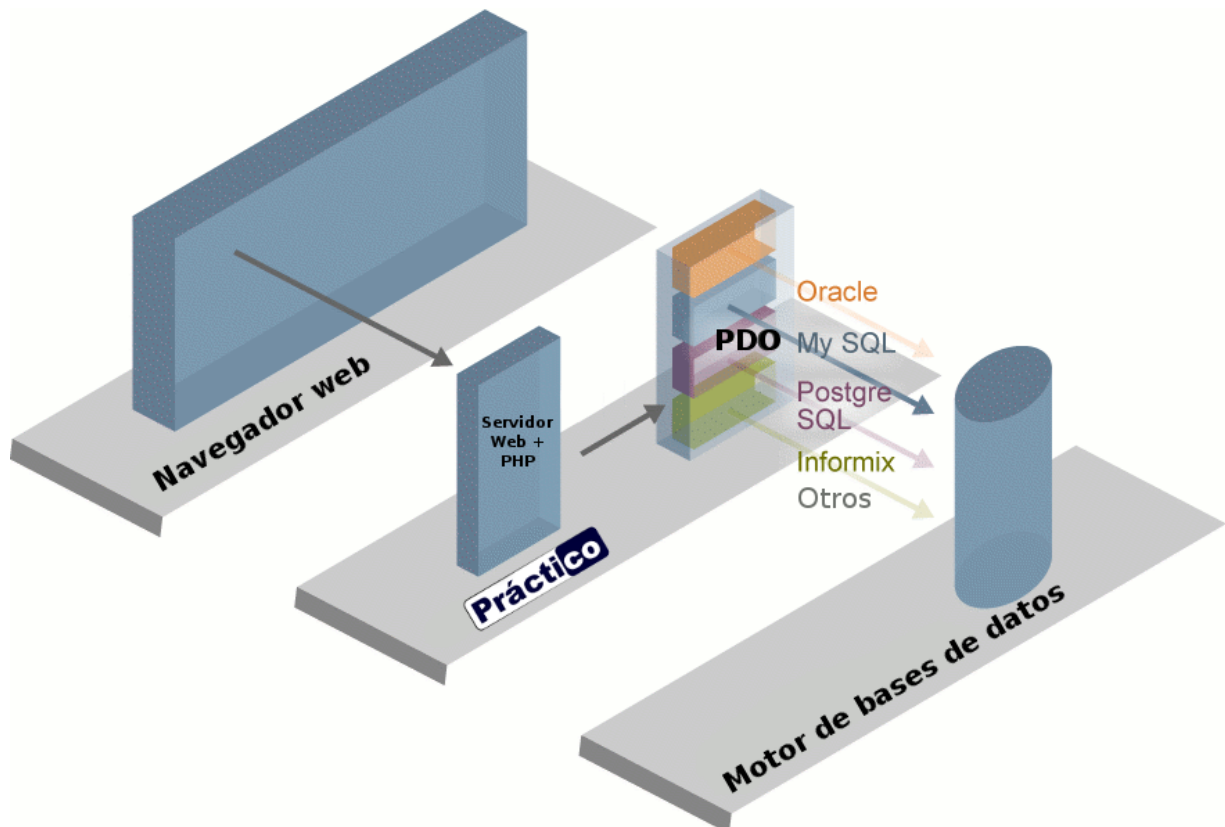 Navegador web
Servidor
Web +
PHP
Práctico
PDO
Oracle
My SQL
Postgre
SQL
Informix
Otros
Motor de bases de datos